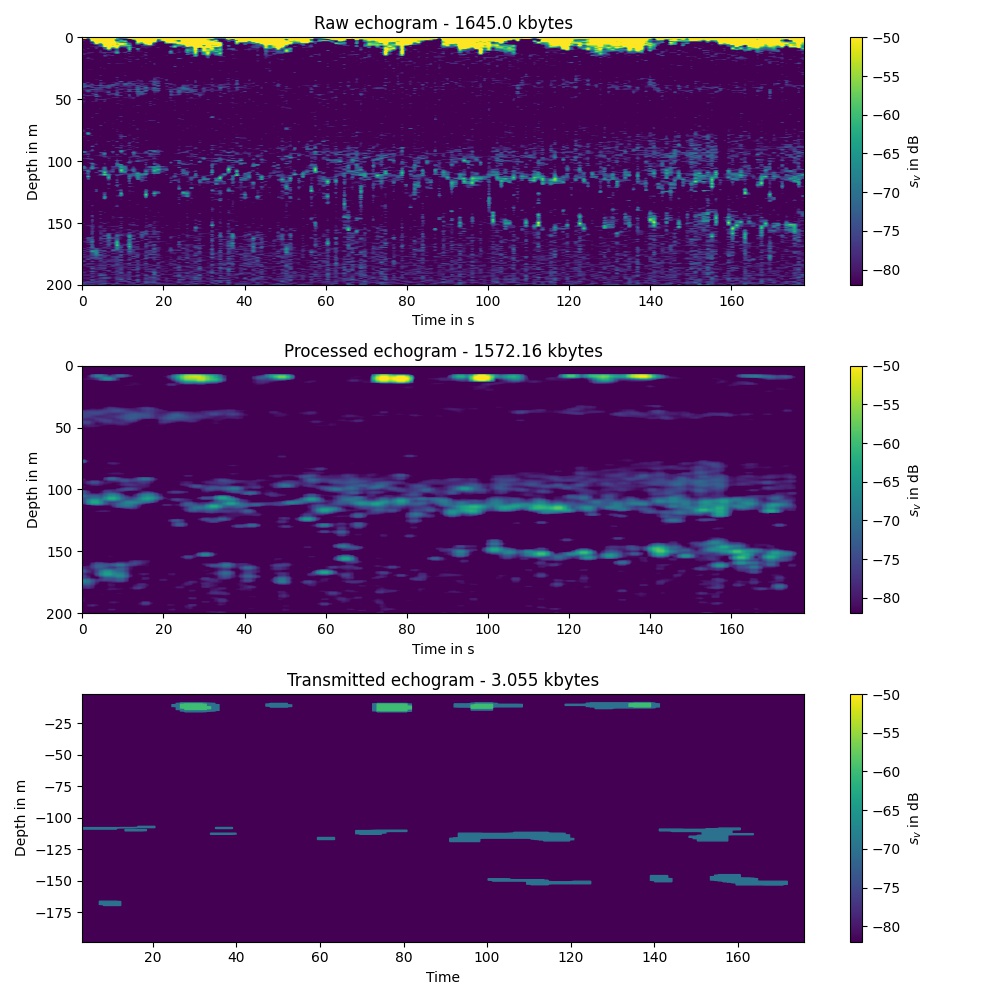 Raw echogram - 1645.0 kbytes
0
50
100
150
200
Depth in m
0 20 40 60 80 100 120 140 160
Time in s
−50
−55
−60
−65
−70
−75
−80
sv in dB
Processed echogram - 1572.16 kbytes
0
50
100
150
200
Depth in m
0 20 40 60 80 100 120 140 160
Time in s
−50
−55
−60
−65
−70
−75
−80
sv in dB
Transmitted echogram - 3.055 kbytes
−25
−50
−75
−100
−125
−150
−175
Depth in m
20 40 60 80 100 120 140 160
Time
−50
−55
−60
−65
−70
−75
−80
sv in dB